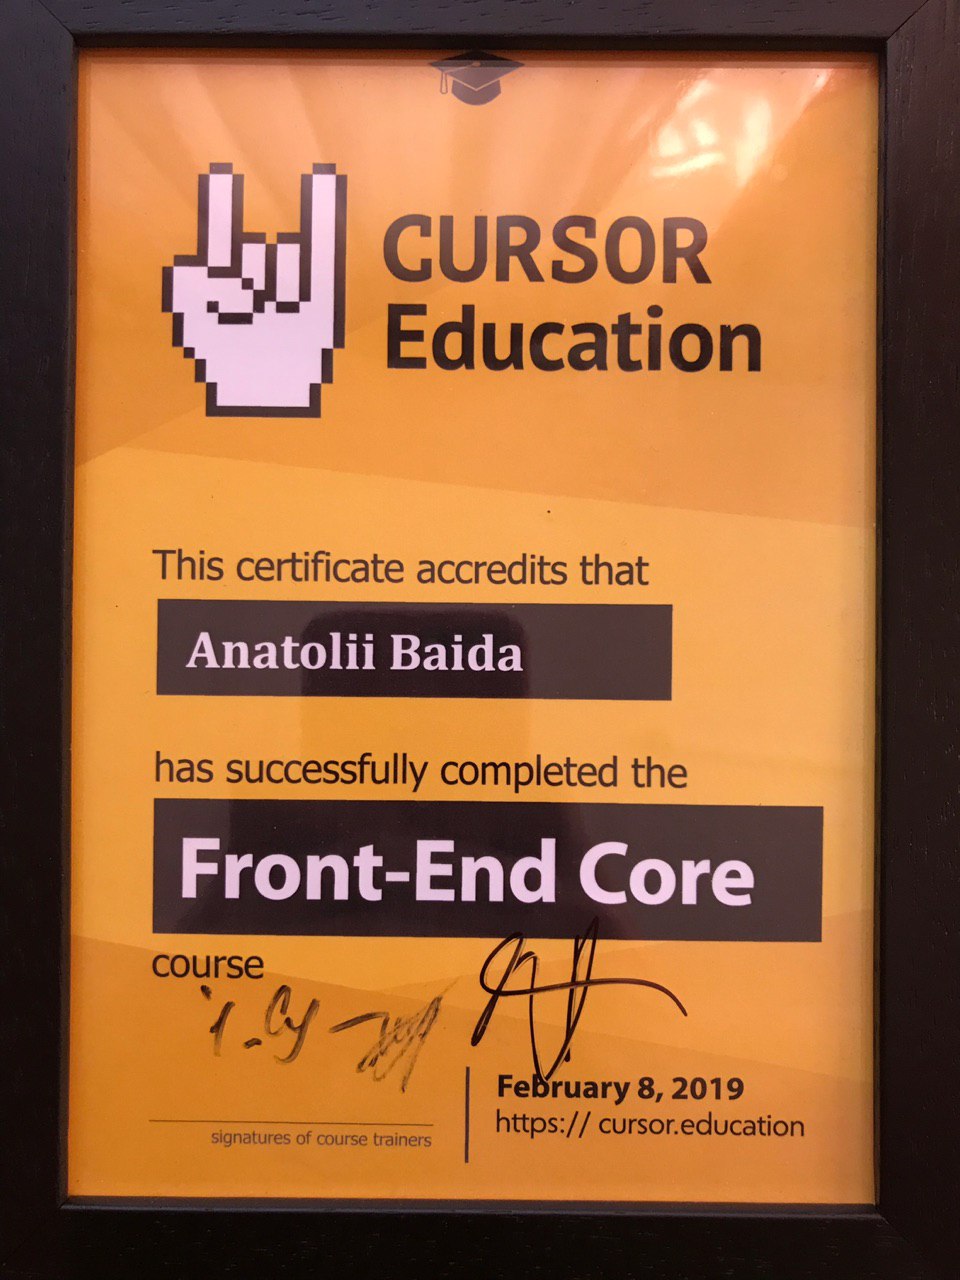 CURSOR
Education
This certificate accredits that
Anatolii Baida
has successfully completed the
Front-End Core
course
February 8, 2019
https:// cursor.education
signatures of course trainers